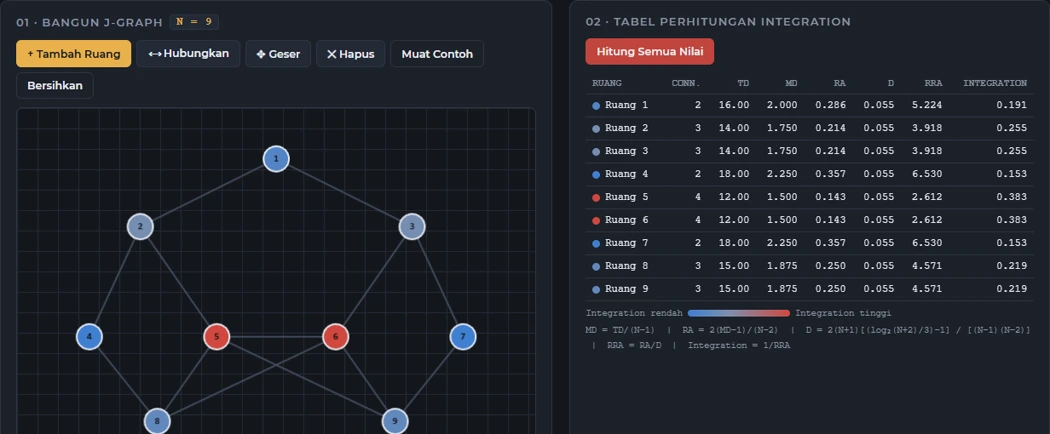 01 · BANGUN J-GRAPH N = 9
+ Tambah Ruang ⟷ Hubungkan ✥ Geser ✕ Hapus Muat Contoh
Bersihkan
1
2 3
4 5 6 7
8 9
02 · TABEL PERHITUNGAN INTEGRATION
Hitung Semua Nilai
RUANG CONN. TD MD RA D RRA INTEGRATION
Ruang 1 2 16.00 2.000 0.286 0.055 5.224 0.191
Ruang 2 3 14.00 1.750 0.214 0.055 3.918 0.255
Ruang 3 3 14.00 1.750 0.214 0.055 3.918 0.255
Ruang 4 2 18.00 2.250 0.357 0.055 6.530 0.153
Ruang 5 4 12.00 1.500 0.143 0.055 2.612 0.383
Ruang 6 4 12.00 1.500 0.143 0.055 2.612 0.383
Ruang 7 2 18.00 2.250 0.357 0.055 6.530 0.153
Ruang 8 3 15.00 1.875 0.250 0.055 4.571 0.219
Ruang 9 3 15.00 1.875 0.250 0.055 4.571 0.219
Integration rendah Integration tinggi
MD = TD/(N−1) | RA = 2(MD−1)/(N−2) | D = 2(N+1)[(log₂(N+2)/3)−1] / [(N−1)(N−2)]
| RRA = RA/D | Integration = 1/RRA